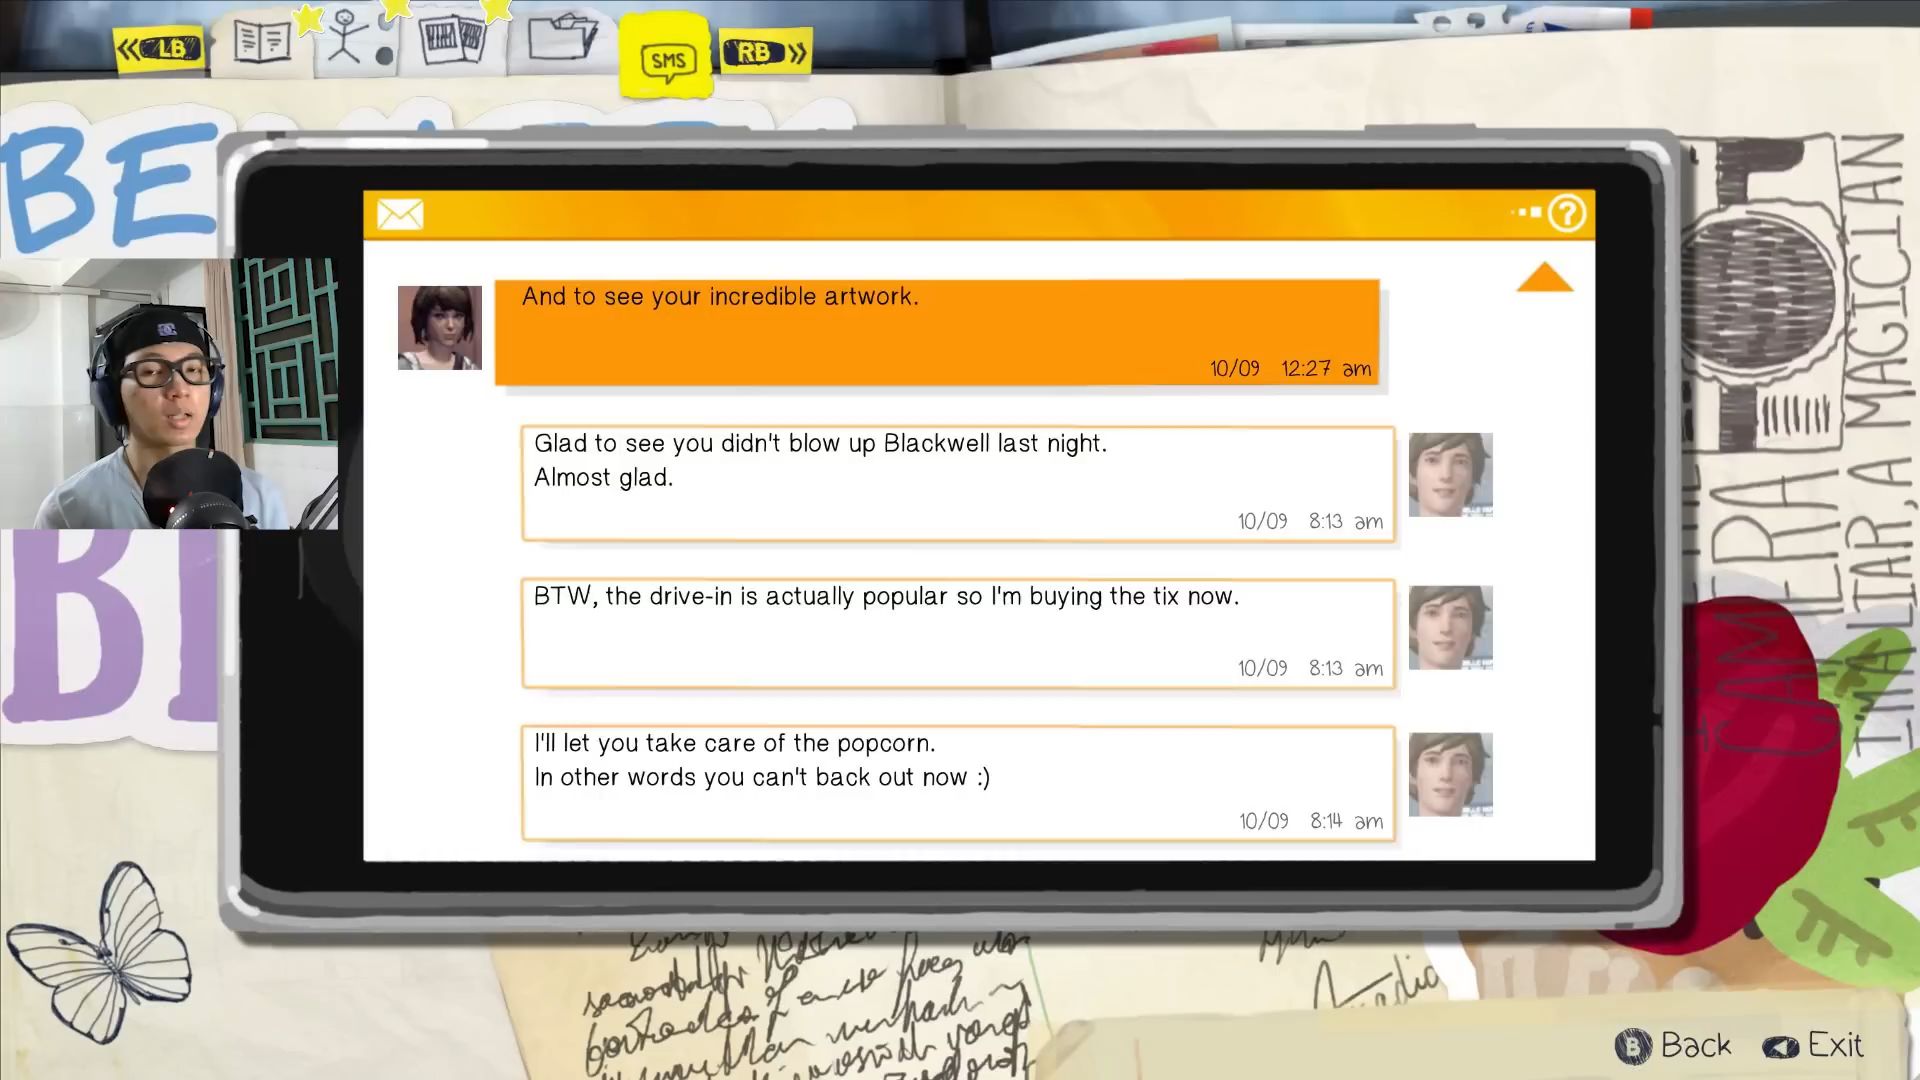 LB
SMS
RB
BE
And to see your incredible artwork.
10/09 12:27 am
Glad to see you didn't blow up Blackwell last night.
Almost glad.
10/09 8:13 am
BTW, the drive-in is actually popular so I'm buying the tix now.
10/09 8:13 am
I'll let you take care of the popcorn.
In other words you can't back out now :)
10/09 8:14 am
LIAR, A MAGICIAN
B Back
Exit